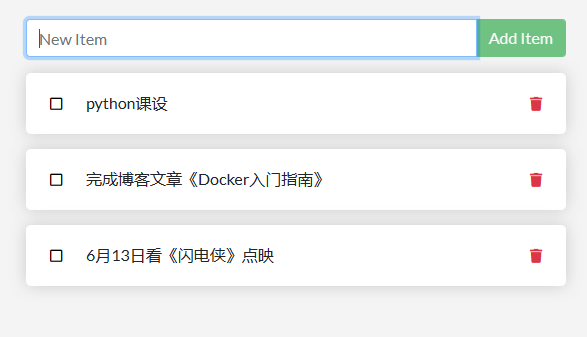 New Item
Add Item
python课设
完成博客文章《Docker入门指南》
6月13日看《闪电侠》点映